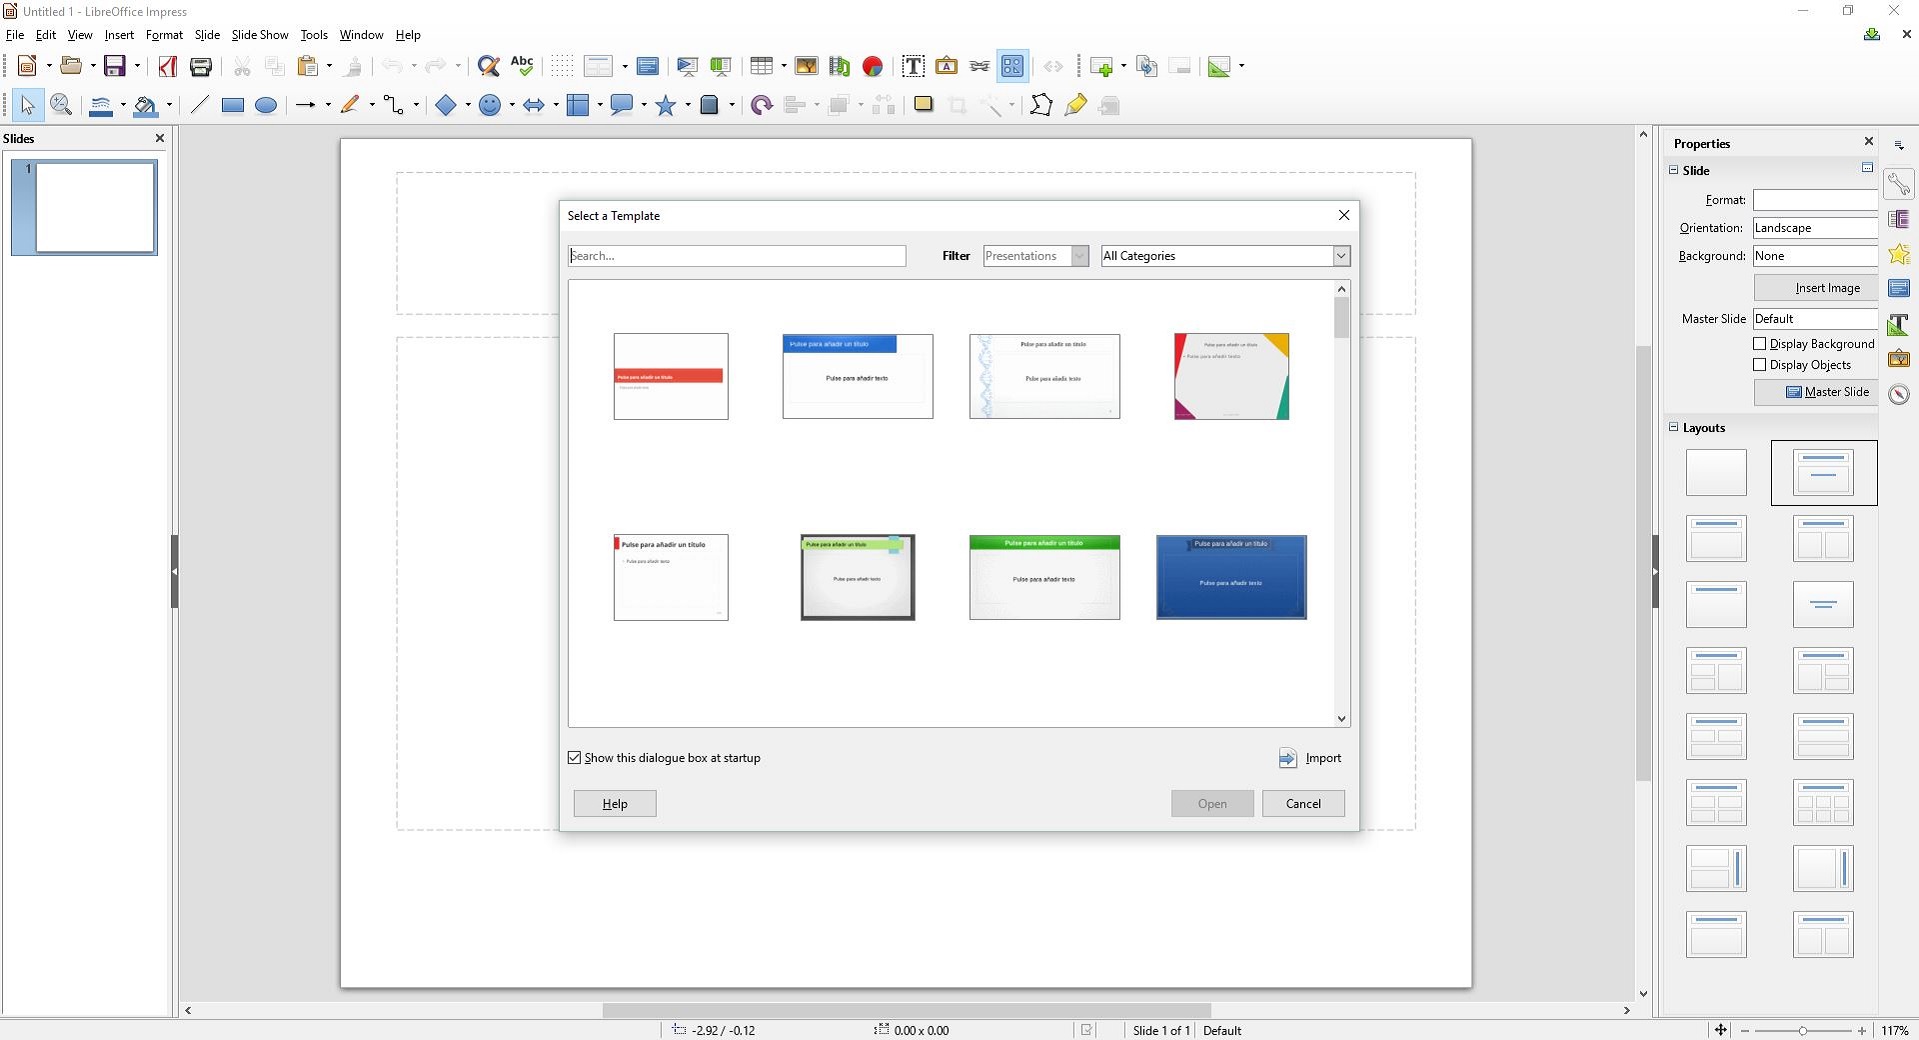 Untitled 1 - LibreOffice Impress
File Edit View Insert Format Slide Slide Show Tools Window Help
Abc
Slides
1
Select a Template
Search...
Filter
Presentations
All Categories
Pulse para añadir un título
Pulse para añadir un título
Pulse para añadir texto
Pulse para añadir un título
Pulse para añadir texto
Pulse para añadir un título
Pulse para añadir texto
Pulse para añadir un título
Pulse para añadir texto
Pulse para añadir un título
Pulse para añadir texto
Pulse para añadir un título
Pulse para añadir texto
Pulse para añadir un título
Pulse para añadir texto
Show this dialogue box at startup
Import
Help
Open
Cancel
Properties
Slide
Format:
Orientation: Landscape
Background: None
Insert Image
Master Slide Default
Display Background
Display Objects
Master Slide
Layouts
-2.92 / -0.12
0.00 x 0.00
Slide 1 of 1
Default
117%